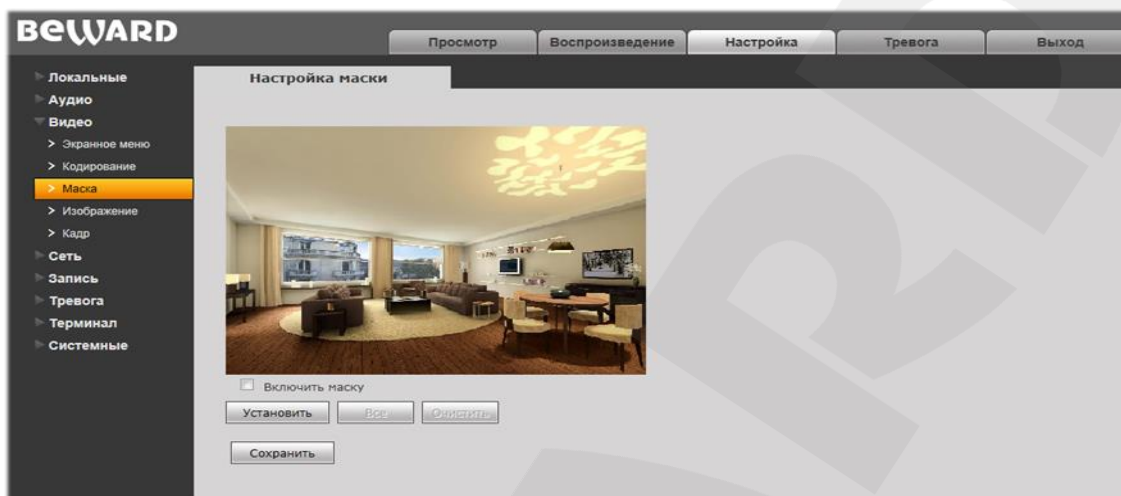 BEWARD
Просмотр
Воспроизведение
Настройка
Тревога
Выход
Локальные
Аудио
Видео
> Экранное меню
> Кодирование
> Маска
> Изображение
> Кадр
Сеть
Запись
Тревога
Терминал
Системные
Настройка маски
Включить маску
Установить
Все
Очистить
Сохранить